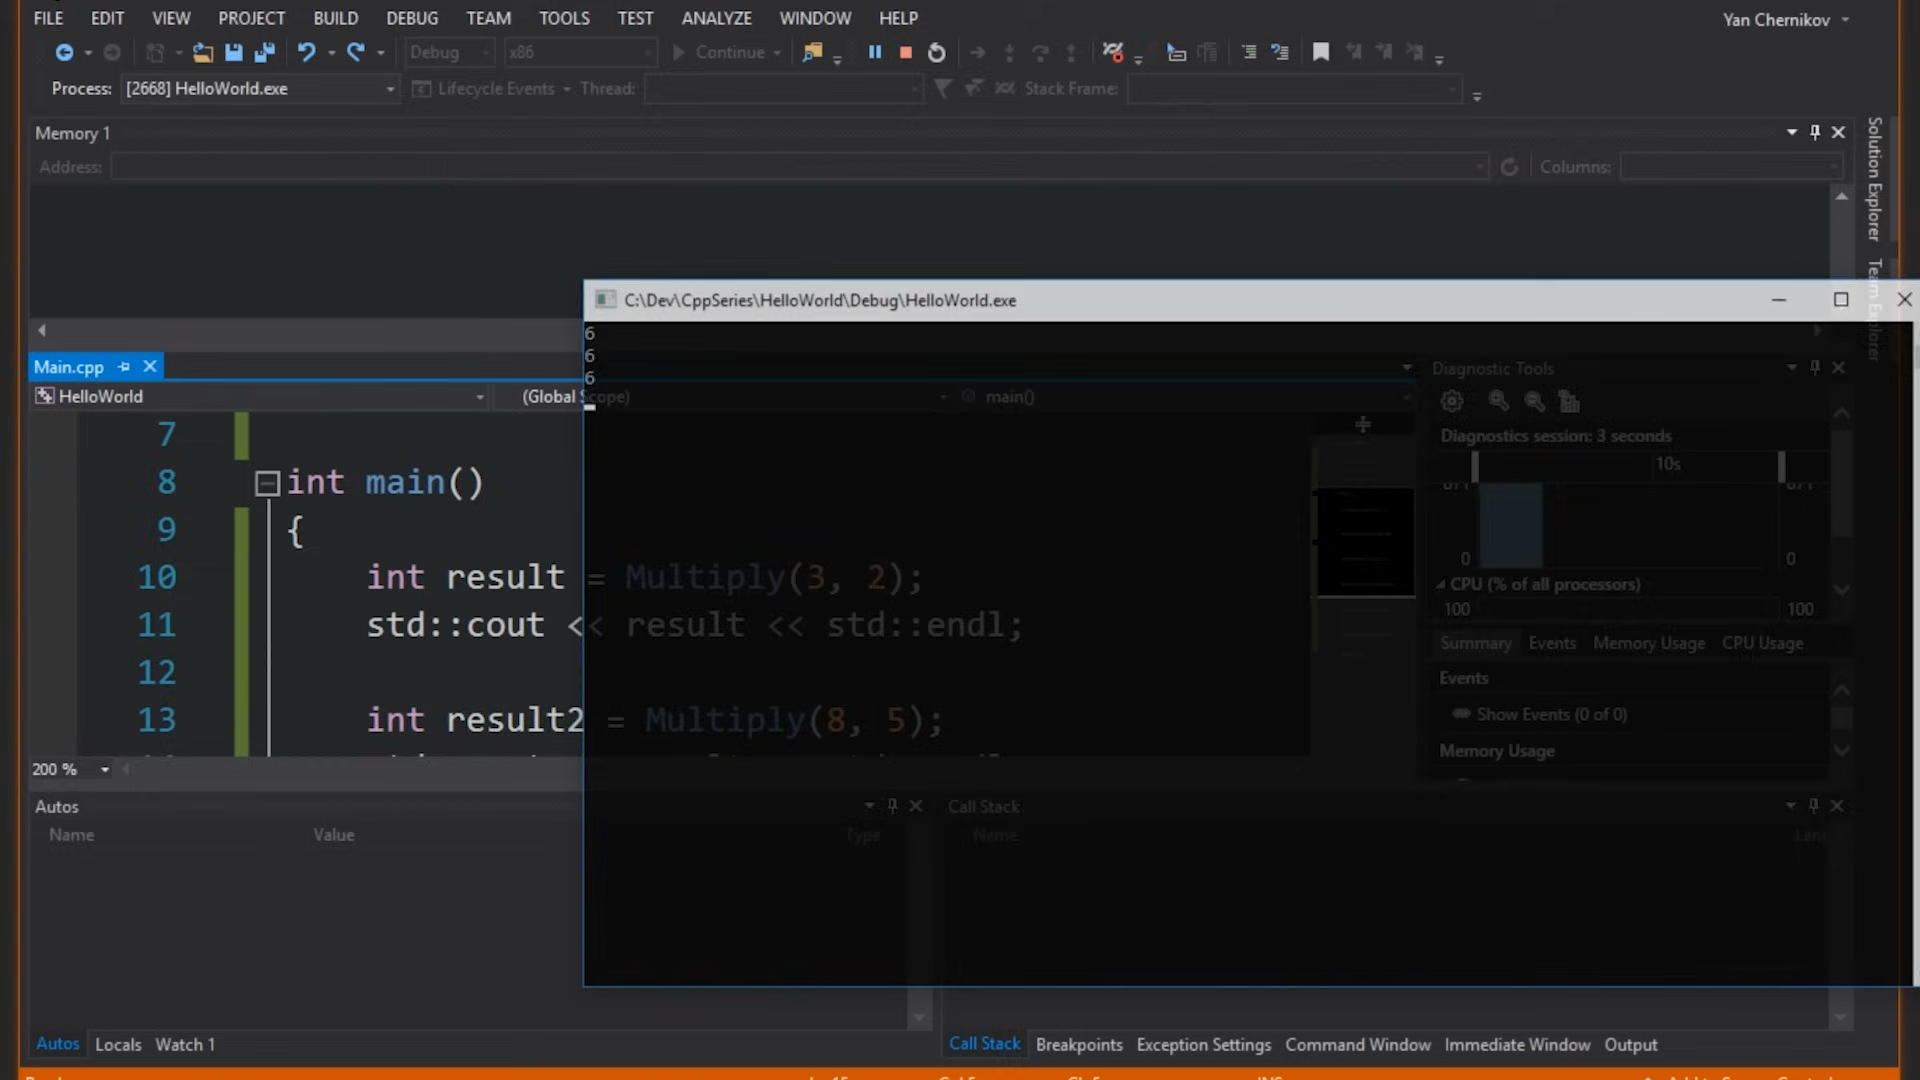 FILE EDIT VIEW PROJECT BUILD DEBUG TEAM TOOLS TEST ANALYZE WINDOW HELP Yan Chernikov
Debug x86 Continue
Process: [2668] HelloWorld.exe Lifecycle Events Thread: Stack Frame:
Memory 1
Address: Columns:
Solution Explorer
Team Explorer
C:\Dev\CppSeries\HelloWorld\Debug\HelloWorld.exe
6
6
6
Main.cpp
HelloWorld (Global Scope) main()
7
8 int main()
9 {
10 int result = Multiply(3, 2);
11 std::cout << result << std::endl;
12
13 int result2 = Multiply(8, 5);
200 %
Diagnostic Tools
Diagnostics session: 3 seconds
10s
0 0
CPU (% of all processors)
100 100
Summary Events Memory Usage CPU Usage
Events
Show Events (0 of 0)
Memory Usage
Autos
Name Value Type
Call Stack
Name
Autos Locals Watch 1
Call Stack Breakpoints Exception Settings Command Window Immediate Window Output